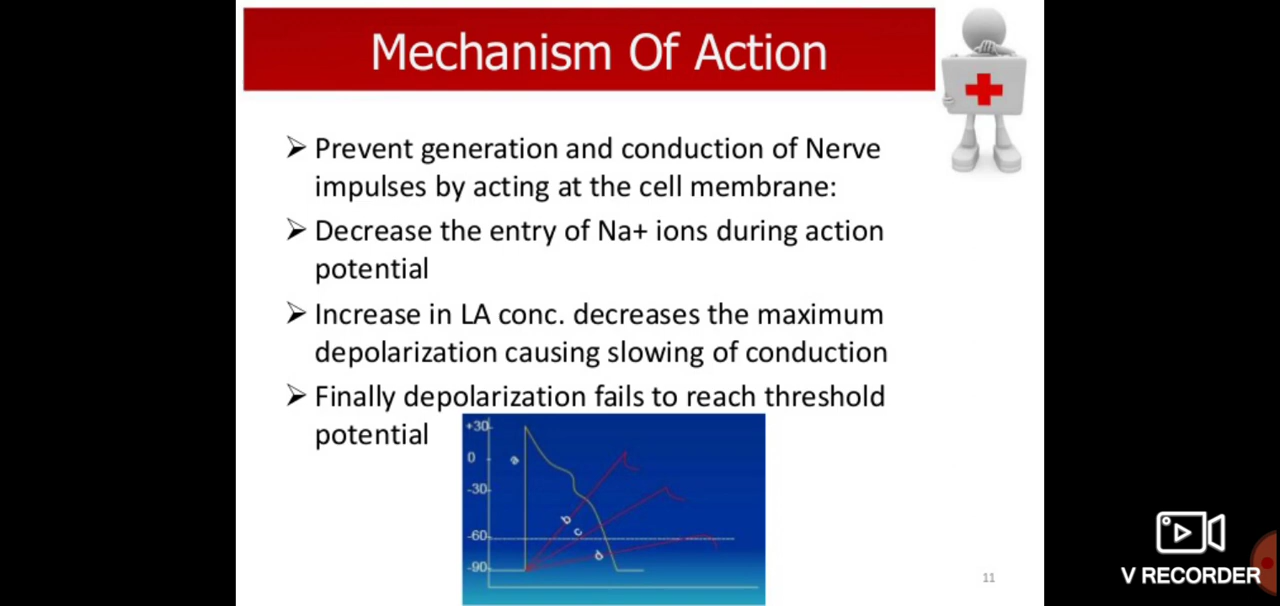 Mechanism Of Action
Prevent generation and conduction of Nerve
impulses by acting at the cell membrane:
Decrease the entry of Na+ ions during action
potential
Increase in LA conc. decreases the maximum
depolarization causing slowing of conduction
Finally depolarization fails to reach threshold
potential
+30
0
-30
-60
-90
a
b
c
d
11
V RECORDER